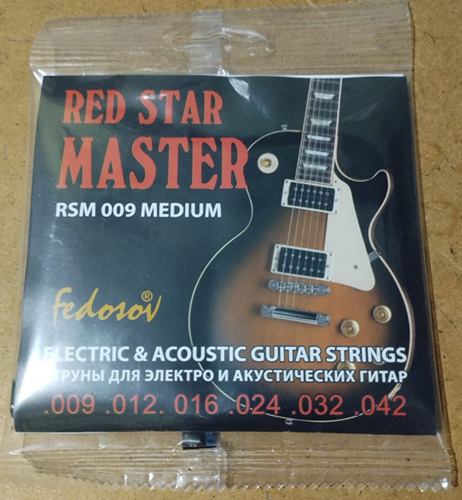 RED STAR
MASTER
RSM 009 MEDIUM
fedosov®
ELECTRIC & ACOUSTIC GUITAR STRINGS
СТРУНЫ ДЛЯ ЭЛЕКТРО И АКУСТИЧЕСКИХ ГИТАР
.009 .012. 016 .024 .032 .042